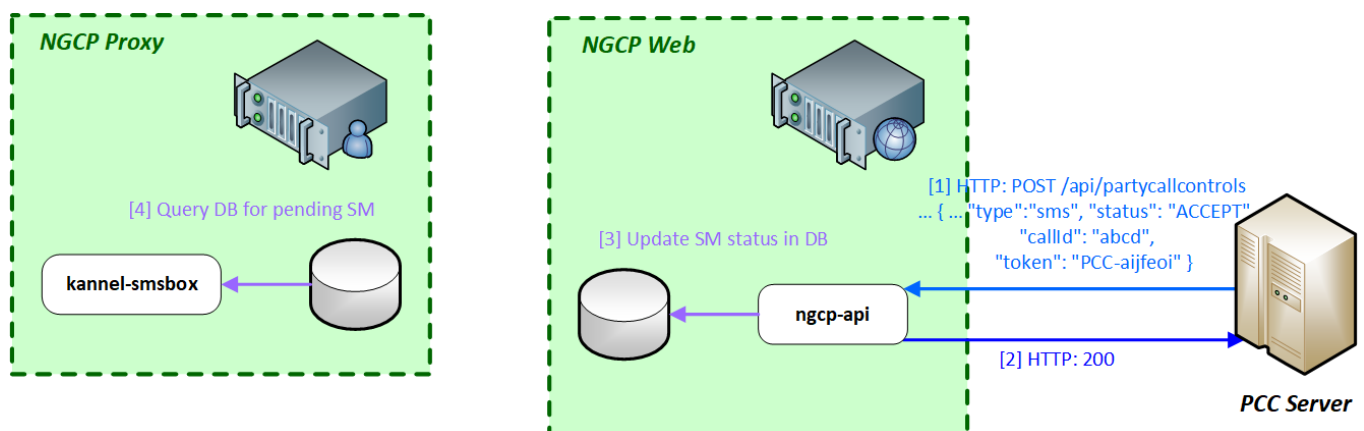 NGCP Proxy
[4] Query DB for pending SM
kannel-smsbox
NGCP Web
[3] Update SM status in DB
ngcp-api
[1] HTTP: POST /api/partycallcontrols
... { ... "type":"sms", "status": "ACCEPT"
"callId": "abcd",
"token": "PCC-aijfeoi" }
[2] HTTP: 200
PCC Server